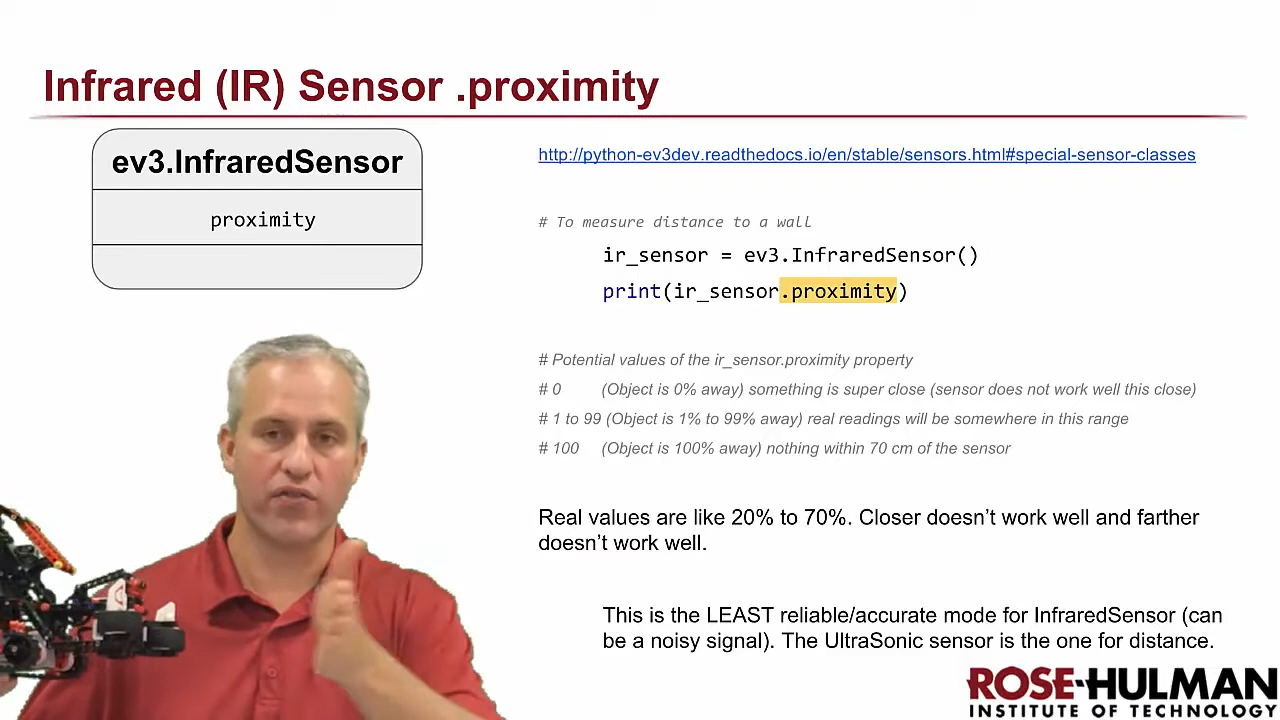 Infrared (IR) Sensor .proximity
ev3.InfraredSensor
proximity
http://python-ev3dev.readthedocs.io/en/stable/sensors.html#special-sensor-classes
# To measure distance to a wall
ir_sensor = ev3.InfraredSensor()
print(ir_sensor.proximity)
# Potential values of the ir_sensor.proximity property
# 0 (Object is 0% away) something is super close (sensor does not work well this close)
# 1 to 99 (Object is 1% to 99% away) real readings will be somewhere in this range
# 100 (Object is 100% away) nothing within 70 cm of the sensor
Real values are like 20% to 70%. Closer doesn’t work well and farther
doesn’t work well.
This is the LEAST reliable/accurate mode for InfraredSensor (can
be a noisy signal). The UltraSonic sensor is the one for distance.
ROSE-HULMAN
INSTITUTE OF TECHNOLOGY